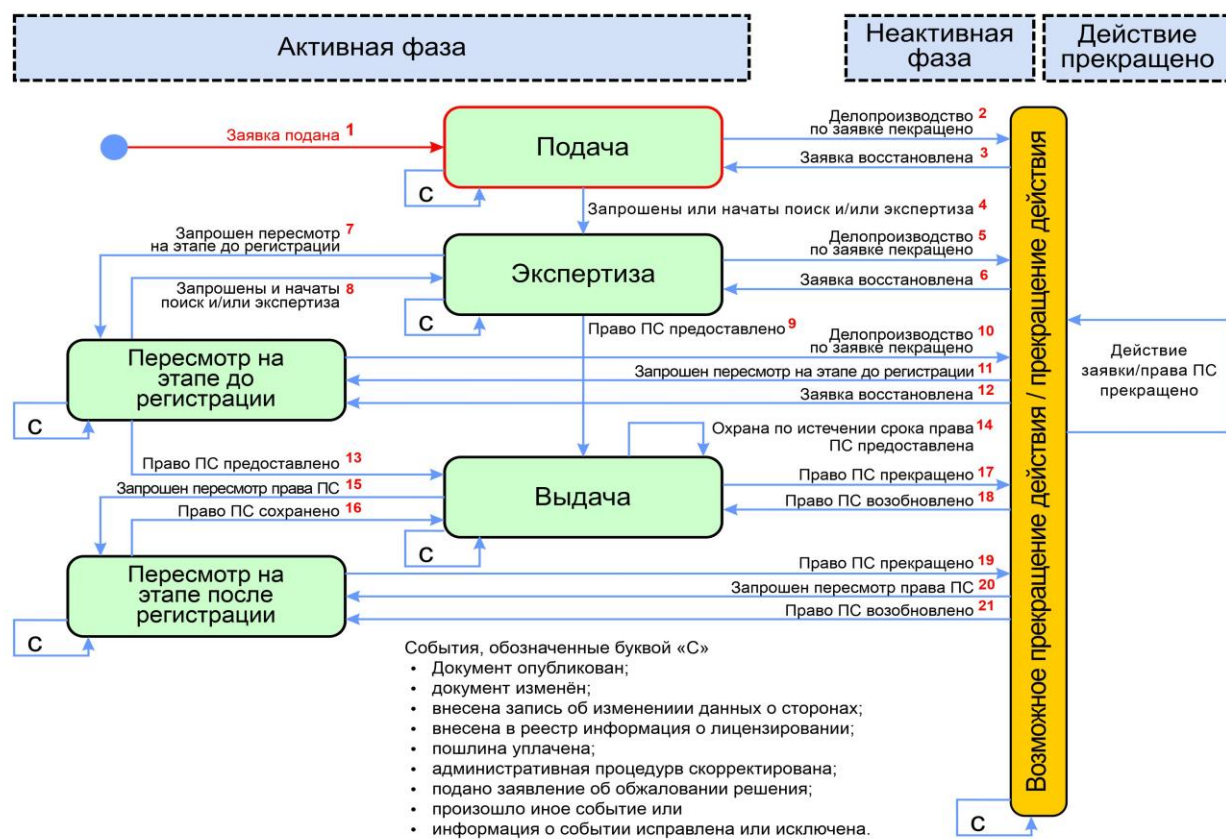 Активная фаза
Неактивная
фаза
Действие
прекращено
Заявка подана 1
Подача
Делопроизводство 2
по заявке пекращено
Заявка восстановлена 3
С
Запрошены или начаты поиск и/или экспертиза 4
Запрошен пересмотр 7
на этапе до регистрации
Экспертиза
Делопроизводство 5
по заявке пекращено
Заявка восстановлена 6
Запрошены и начаты 8
поиск и/или экспертиза
С
Право ПС предоставлено 9
Пересмотр на
этапе до
регистрации
Делопроизводство 10
по заявке пекращено
Запрошен пересмотр на этапе до регистрации 11
Заявка восстановлена 12
С
Действие
заявки/права ПС
прекращено
Охрана по истечении срока права 14
ПС предоставлена
Право ПС предоставлено 13
Запрошен пересмотр права ПС 15
Право ПС сохранено 16
Выдача
Право ПС прекращено 17
Право ПС возобновлено 18
С
Пересмотр на
этапе после
регистрации
Право ПС прекращено 19
Запрошен пересмотр права ПС 20
Право ПС возобновлено 21
С
Возможное прекращение действия / прекращение действия
С
События, обозначенные буквой «С»
• Документ опубликован;
• документ изменён;
• внесена запись об изменениии данных о сторонах;
• внесена в реестр информация о лицензировании;
• пошлина уплачена;
• административная процедурв скорректирована;
• подано заявление об обжаловании решения;
• произошло иное событие или
• информация о событии исправлена или исключена.